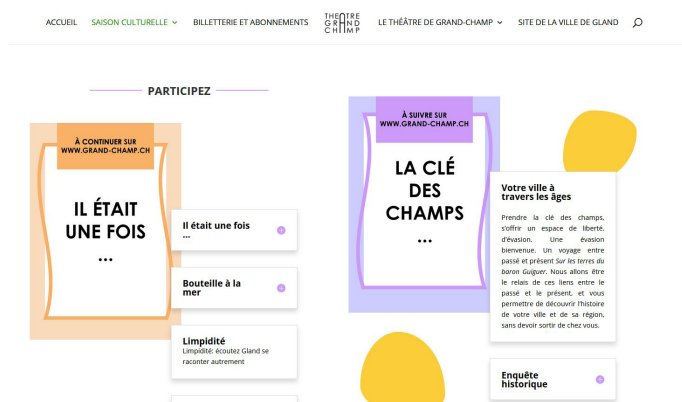 ACCUEIL
SAISON CULTURELLE
BILLETTERIE ET ABONNEMENTS
THEATRE
GRAND
CHAMP
LE THÉÂTRE DE GRAND-CHAMP
SITE DE LA VILLE DE GLAND
PARTICIPEZ
À CONTINUER SUR
WWW.GRAND-CHAMP.CH
IL ÉTAIT
UNE FOIS
...
Il était une fois
...
Bouteille à la
mer
Limpidité
Limpidité: écoutez Gland se
raconter autrement
À SUIVRE SUR
WWW.GRAND-CHAMP.CH
LA CLÉ
DES
CHAMPS
...
Votre ville à
travers les âges
Prendre la clé des champs,
s'offrir un espace de liberté,
d'évasion. Une évasion
bienvenue. Un voyage entre
passé et présent Sur les terres du
baron Guiguer. Nous allons être
le relais de ces liens entre le
passé et le présent, et vous
permettre de découvrir l'histoire
de votre ville et de sa région,
sans devoir sortir de chez vous.
Enquête
historique